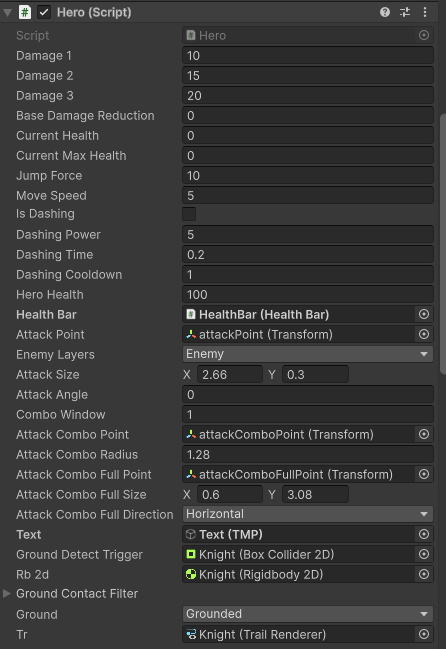 # Hero (Script)
Script # Hero
Damage 1 10
Damage 2 15
Damage 3 20
Base Damage Reduction 0
Current Health 0
Current Max Health 0
Jump Force 10
Move Speed 5
Is Dashing
Dashing Power 5
Dashing Time 0.2
Dashing Cooldown 1
Hero Health 100
Health Bar # HealthBar (Health Bar)
Attack Point attackPoint (Transform)
Enemy Layers Enemy
Attack Size X 2.66 Y 0.3
Attack Angle 0
Combo Window 1
Attack Combo Point attackComboPoint (Transform)
Attack Combo Radius 1.28
Attack Combo Full Point attackComboFullPoint (Transform)
Attack Combo Full Size X 0.6 Y 3.08
Attack Combo Full Direction Horizontal
Text Text (TMP)
Ground Detect Trigger Knight (Box Collider 2D)
Rb 2d Knight (Rigidbody 2D)
Ground Contact Filter
Ground Grounded
Tr Knight (Trail Renderer)